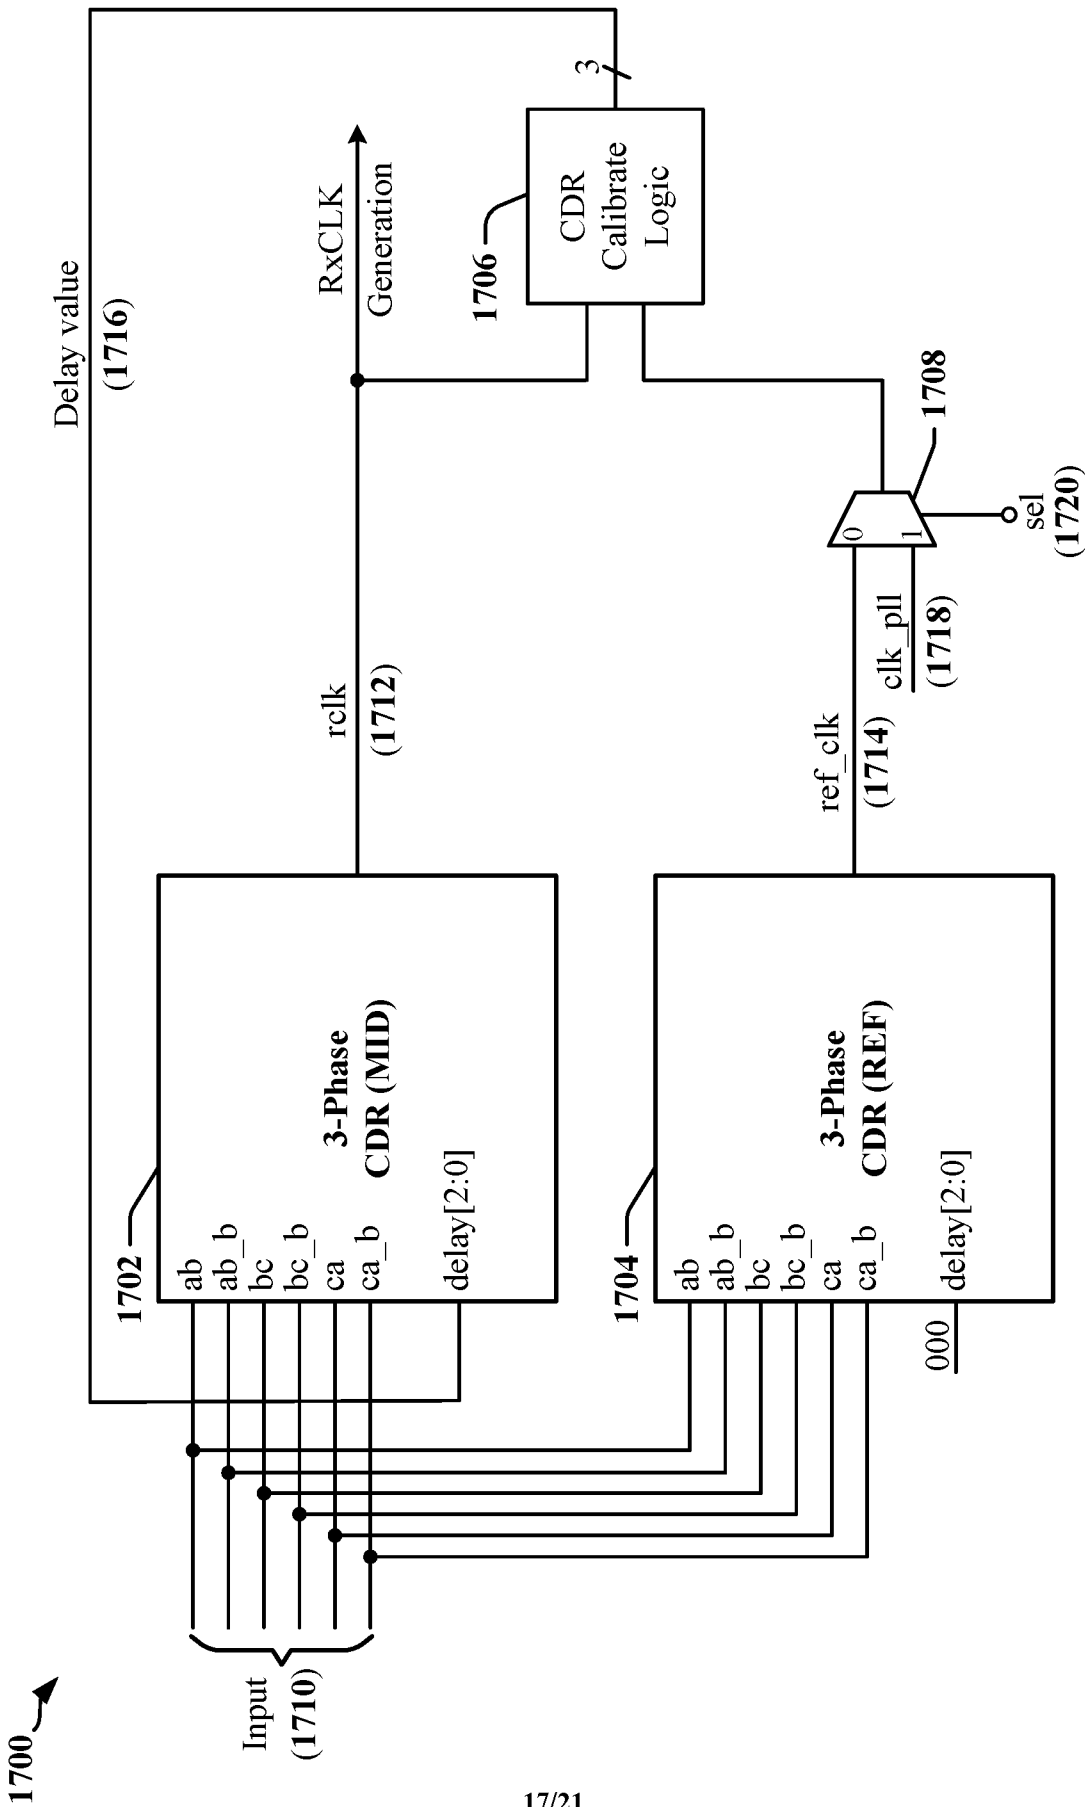 1700
Delay value
(1716)
Input
(1710)
1702
ab
ab_b
bc
bc_b
ca
ca_b
delay[2:0]
3-Phase
CDR (MID)
rclk
(1712)
RxCLK
Generation
1706
CDR
Calibrate
Logic
3
1704
ab
ab_b
bc
bc_b
ca
ca_b
delay[2:0]
000
3-Phase
CDR (REF)
ref_clk
(1714)
clk_pll
(1718)
0
1
1708
sel
(1720)
17/21